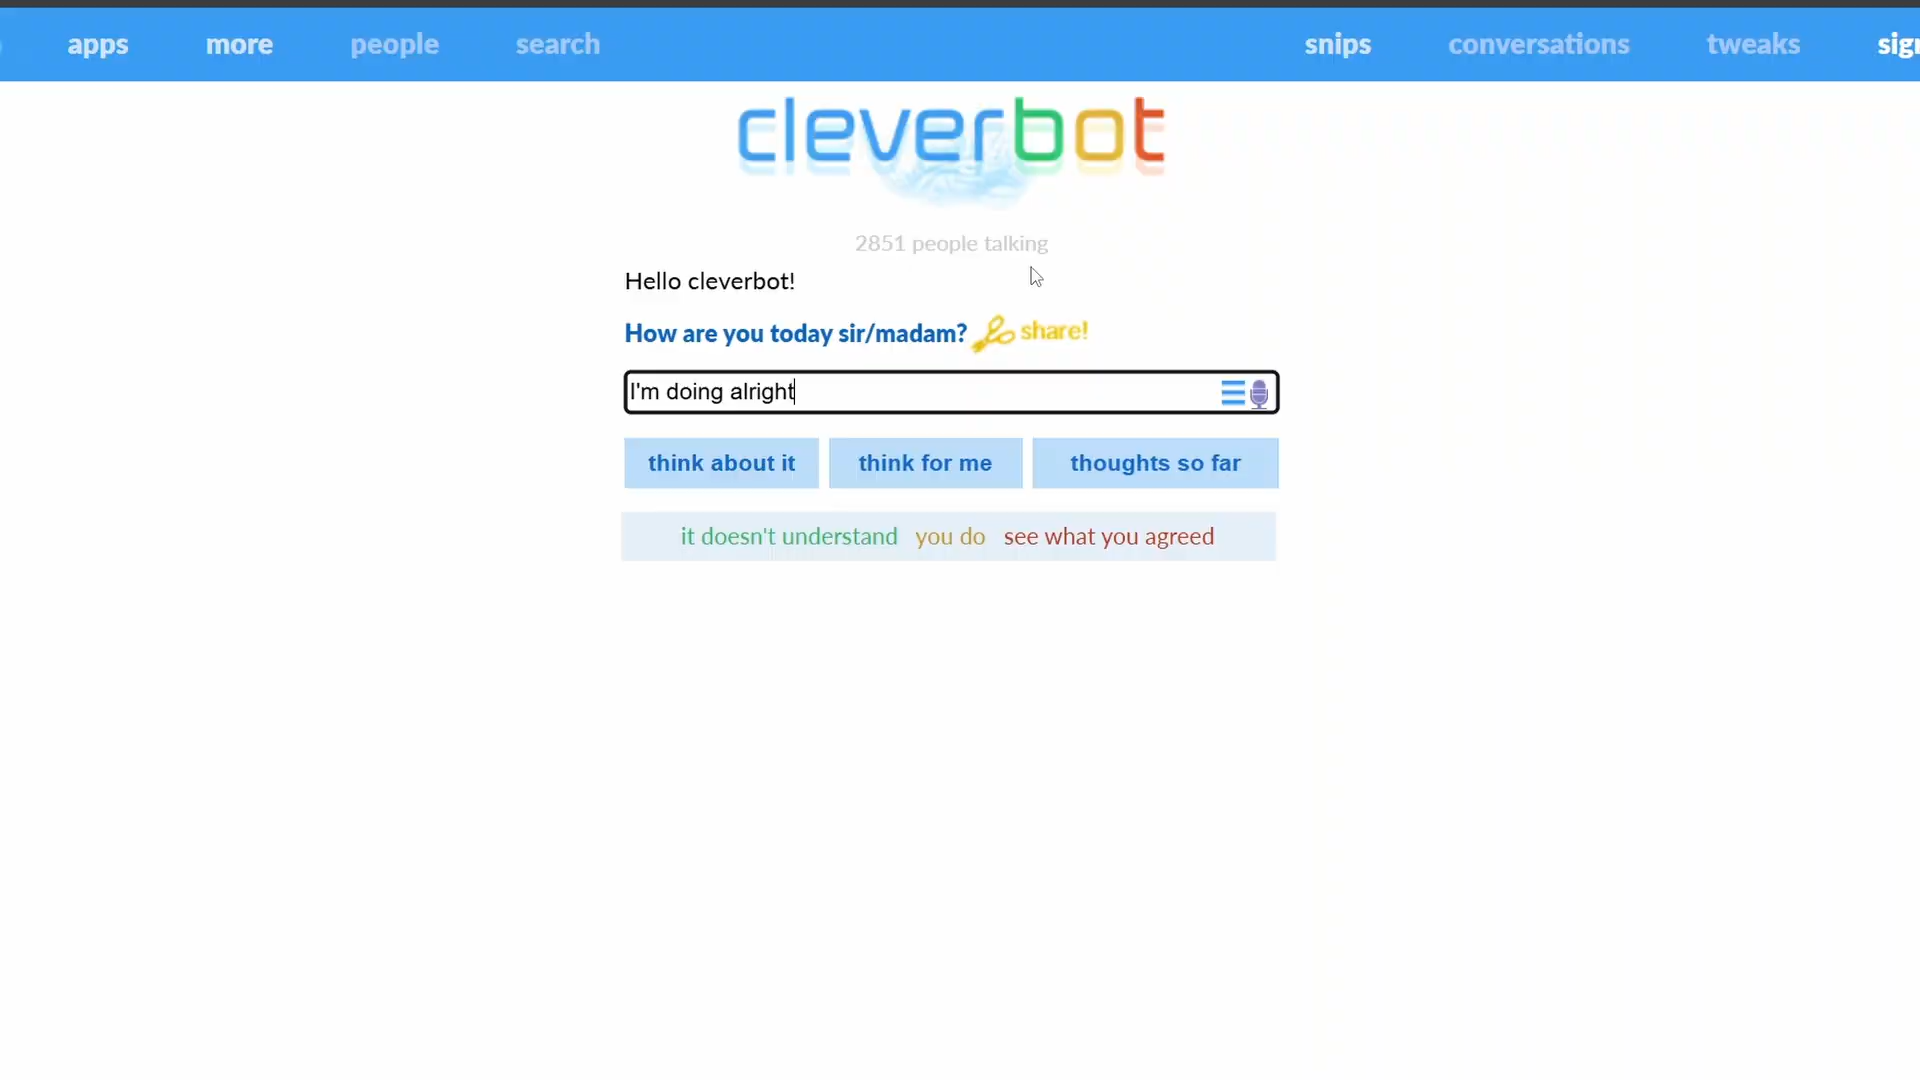 apps more people search snips conversations tweaks sign
cleverbot
2851 people talking
Hello cleverbot!
How are you today sir/madam? share!
I'm doing alright
think about it think for me thoughts so far
it doesn't understand you do see what you agreed